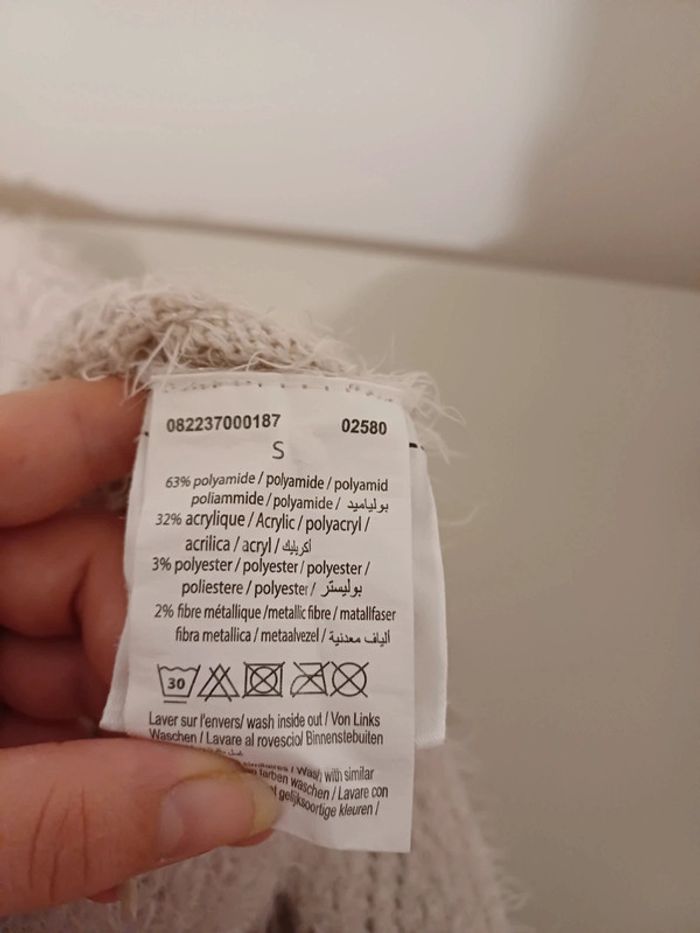 082237000187 02580
S
63% polyamide / polyamide / polyamid
poliammide / polyamide / بولياميد
32% acrylique / Acrylic / polyacryl /
acrilica / acryl / أكريليك
3% polyester / polyester / polyester /
poliestere / polyester / بوليستر
2% fibre métallique /metallic fibre / matallfaser
fibra metallica / metaalvezel / ألياف معدنية
30
Laver sur l'envers/ wash inside out / Von Links
Waschen / Lavare al rovescio/ Binnenstebuiten
/ Wash with similar
farben waschen / Lavare con
gelijksoortige kleuren /